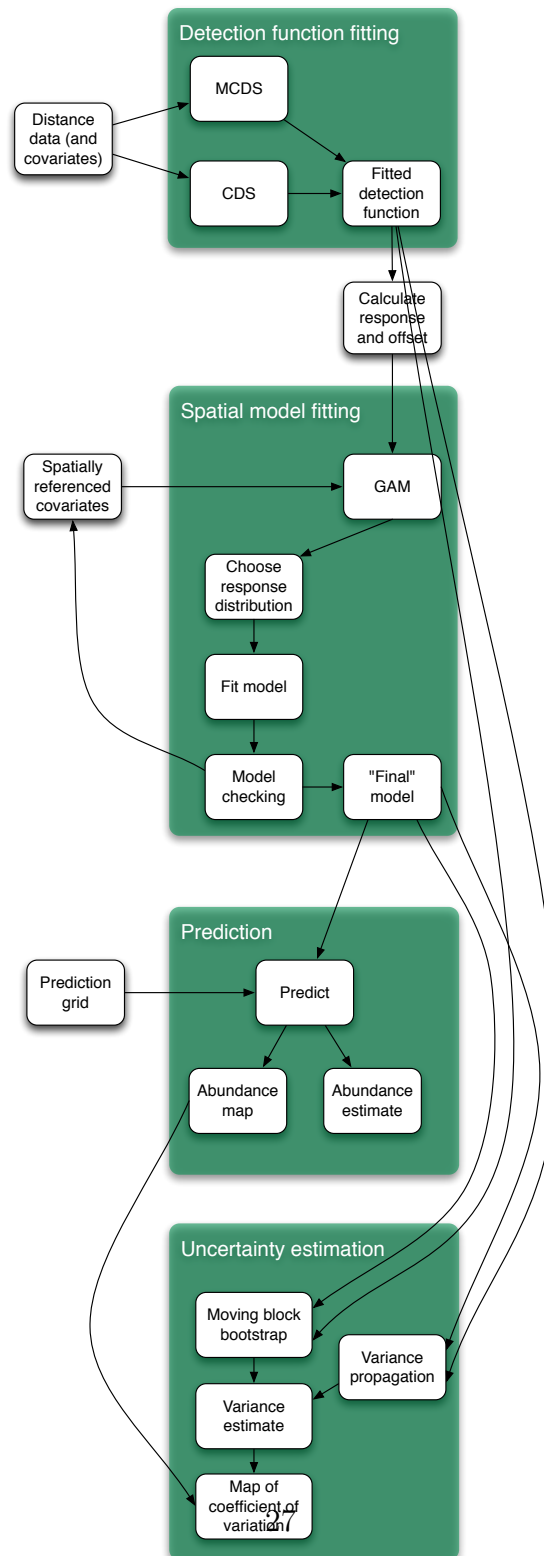 Detection function fitting
MCDS
Distance
data (and
covariates)
CDS
Fitted
detection
function
Calculate
response
and offset
Spatial model fitting
Spatially
referenced
covariates
GAM
Choose
response
distribution
Fit model
Model
checking
"Final"
model
Prediction
Prediction
grid
Predict
Abundance
map
Abundance
estimate
Uncertainty estimation
Moving block
bootstrap
Variance
propagation
Variance
estimate
Map of
coefficient of
variation
27